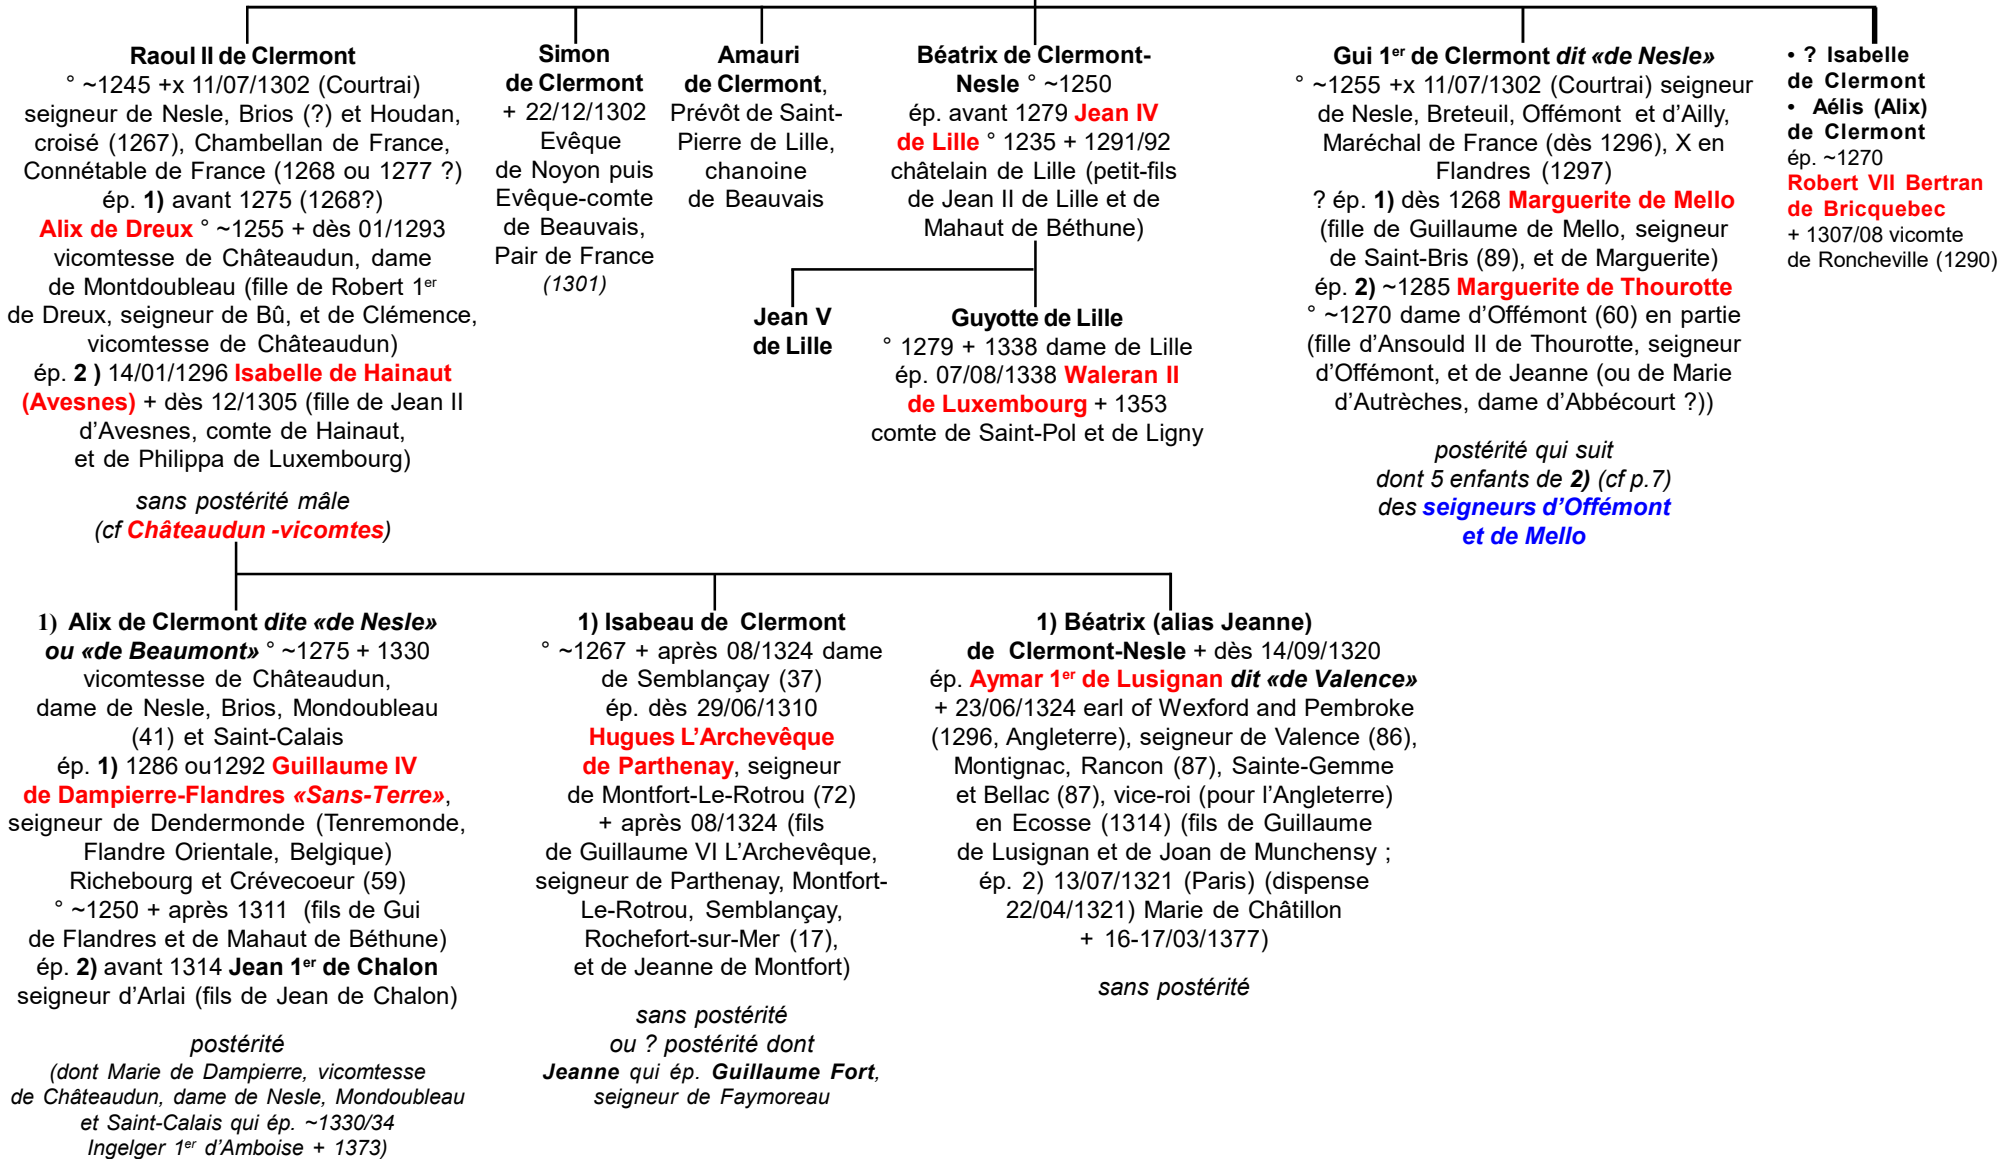 Raoul II de Clermont
° ~1245 +x 11/07/1302 (Courtrai)
seigneur de Nesle, Brios (?) et Houdan,
croisé (1267), Chambellan de France,
Connétable de France (1268 ou 1277 ?)
ép. 1) avant 1275 (1268?)
Alix de Dreux ° ~1255 + dès 01/1293
vicomtesse de Châteaudun, dame
de Montdoubleau (fille de Robert 1er
de Dreux, seigneur de Bû, et de Clémence,
vicomtesse de Châteaudun)
ép. 2 ) 14/01/1296 Isabelle de Hainaut
(Avesnes) + dès 12/1305 (fille de Jean II
d’Avesnes, comte de Hainaut,
et de Philippa de Luxembourg)
sans postérité mâle
(cf Châteaudun -vicomtes)
Simon
de Clermont
+ 22/12/1302
Evêque
de Noyon puis
Evêque-comte
de Beauvais,
Pair de France
(1301)
Amauri
de Clermont,
Prévôt de Saint-
Pierre de Lille,
chanoine
de Beauvais
Béatrix de Clermont-
Nesle ° ~1250
ép. avant 1279 Jean IV
de Lille ° 1235 + 1291/92
châtelain de Lille (petit-fils
de Jean II de Lille et de
Mahaut de Béthune)
Jean V
de Lille
Guyotte de Lille
° 1279 + 1338 dame de Lille
ép. 07/08/1338 Waleran II
de Luxembourg + 1353
comte de Saint-Pol et de Ligny
Gui 1er de Clermont dit «de Nesle»
° ~1255 +x 11/07/1302 (Courtrai) seigneur
de Nesle, Breteuil, Offémont et d’Ailly,
Maréchal de France (dès 1296), X en
Flandres (1297)
? ép. 1) dès 1268 Marguerite de Mello
(fille de Guillaume de Mello, seigneur
de Saint-Bris (89), et de Marguerite)
ép. 2) ~1285 Marguerite de Thourotte
° ~1270 dame d’Offémont (60) en partie
(fille d’Ansould II de Thourotte, seigneur
d’Offémont, et de Jeanne (ou de Marie
d’Autrèches, dame d’Abbécourt ?))
postérité qui suit
dont 5 enfants de 2) (cf p.7)
des seigneurs d’Offémont
et de Mello
• ? Isabelle
de Clermont
• Aélis (Alix)
de Clermont
ép. ~1270
Robert VII Bertran
de Bricquebec
+ 1307/08 vicomte
de Roncheville (1290)
1) Alix de Clermont dite «de Nesle»
ou «de Beaumont» ° ~1275 + 1330
vicomtesse de Châteaudun,
dame de Nesle, Brios, Mondoubleau
(41) et Saint-Calais
ép. 1) 1286 ou1292 Guillaume IV
de Dampierre-Flandres «Sans-Terre»,
seigneur de Dendermonde (Tenremonde,
Flandre Orientale, Belgique)
Richebourg et Crévecoeur (59)
° ~1250 + après 1311 (fils de Gui
de Flandres et de Mahaut de Béthune)
ép. 2) avant 1314 Jean 1er de Chalon
seigneur d’Arlai (fils de Jean de Chalon)
postérité
(dont Marie de Dampierre, vicomtesse
de Châteaudun, dame de Nesle, Mondoubleau
et Saint-Calais qui ép. ~1330/34
Ingelger 1er d’Amboise + 1373)
1) Isabeau de Clermont
° ~1267 + après 08/1324 dame
de Semblançay (37)
ép. dès 29/06/1310
Hugues L’Archevêque
de Parthenay, seigneur
de Montfort-Le-Rotrou (72)
+ après 08/1324 (fils
de Guillaume VI L’Archevêque,
seigneur de Parthenay, Montfort-
Le-Rotrou, Semblançay,
Rochefort-sur-Mer (17),
et de Jeanne de Montfort)
sans postérité
ou ? postérité dont
Jeanne qui ép. Guillaume Fort,
seigneur de Faymoreau
1) Béatrix (alias Jeanne)
de Clermont-Nesle + dès 14/09/1320
ép. Aymar 1er de Lusignan dit «de Valence»
+ 23/06/1324 earl of Wexford and Pembroke
(1296, Angleterre), seigneur de Valence (86),
Montignac, Rancon (87), Sainte-Gemme
et Bellac (87), vice-roi (pour l’Angleterre)
en Ecosse (1314) (fils de Guillaume
de Lusignan et de Joan de Munchensy ;
ép. 2) 13/07/1321 (Paris) (dispense
22/04/1321) Marie de Châtillon
+ 16-17/03/1377)
sans postérité